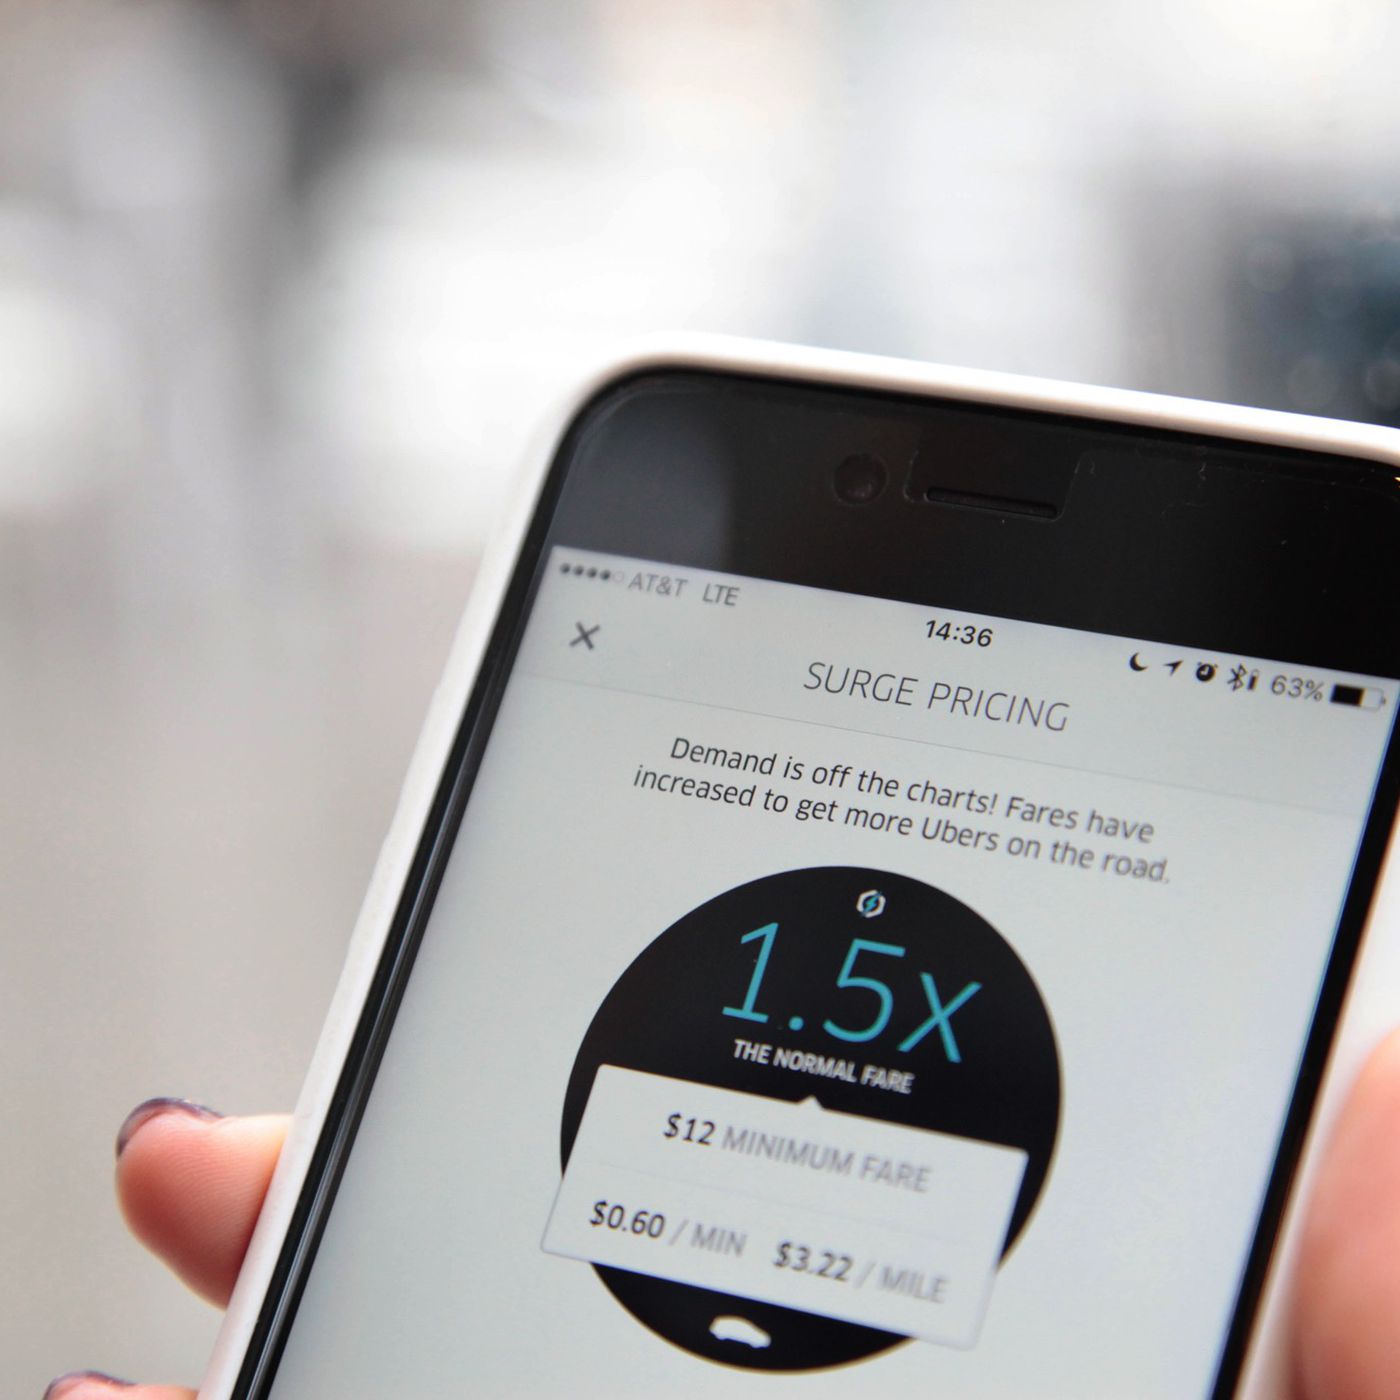 AT&T LTE
14:36
63%
SURGE PRICING
Demand is off the charts! Fares have
increased to get more Ubers on the road.
1.5x
THE NORMAL FARE
$12 MINIMUM FARE
$0.60 / MIN $3.22 / MILE